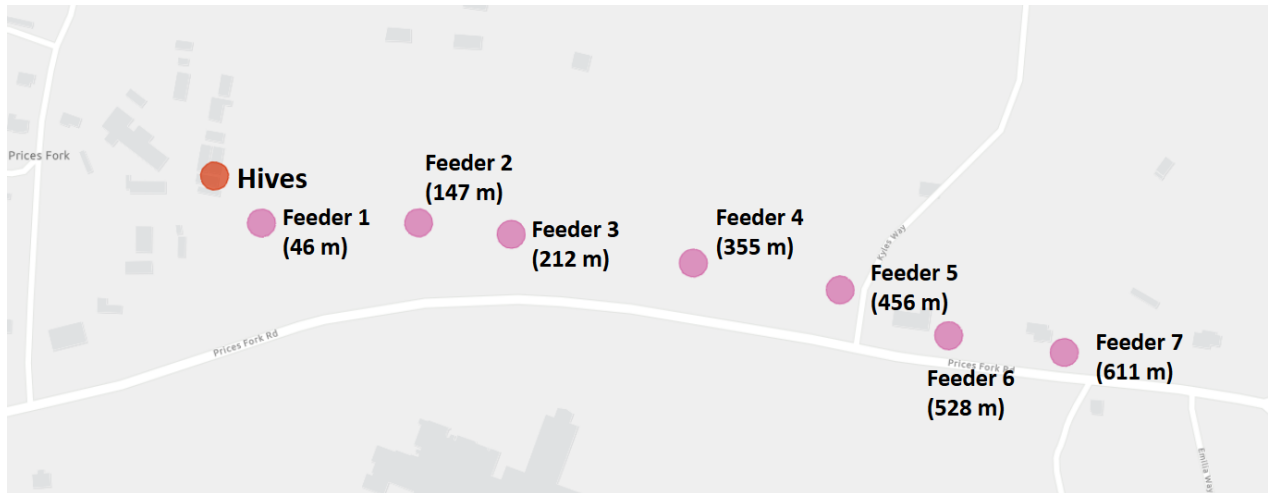 Prices Fork
Hives
Feeder 1
(46 m)
Feeder 2
(147 m)
Feeder 3
(212 m)
Feeder 4
(355 m)
Kyles Way
Feeder 5
(456 m)
Prices Fork Rd
Prices Fork Rd
Feeder 6
(528 m)
Feeder 7
(611 m)
Emilia Way